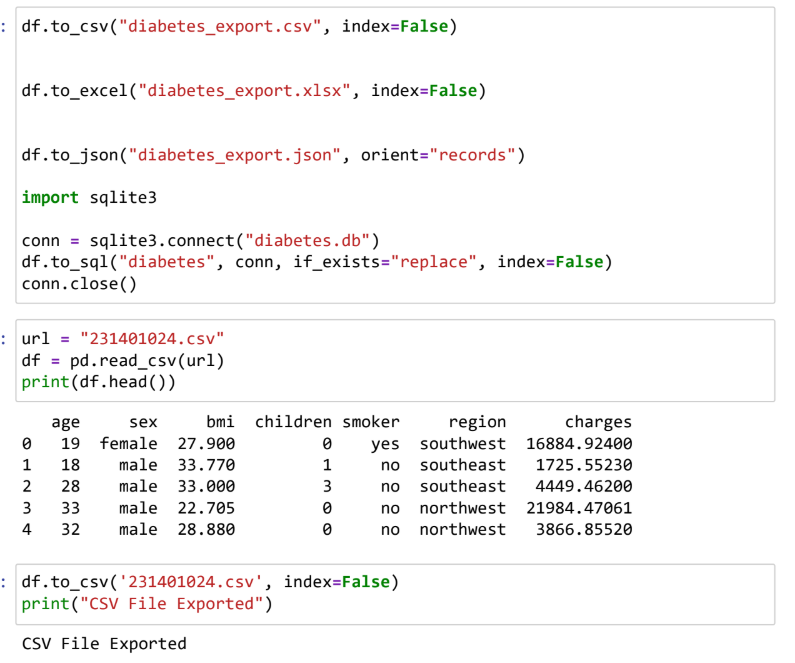 : df.to_csv("diabetes_export.csv", index=False)
df.to_excel("diabetes_export.xlsx", index=False)
df.to_json("diabetes_export.json", orient="records")
import sqlite3
conn = sqlite3.connect("diabetes.db")
df.to_sql("diabetes", conn, if_exists="replace", index=False)
conn.close()
: url = "231401024.csv"
df = pd.read_csv(url)
print(df.head())
age sex bmi children smoker region charges
0 19 female 27.900 0 yes southwest 16884.92400
1 18 male 33.770 1 no southeast 1725.55230
2 28 male 33.000 3 no southeast 4449.46200
3 33 male 22.705 0 no northwest 21984.47061
4 32 male 28.880 0 no northwest 3866.85520
: df.to_csv('231401024.csv', index=False)
print("CSV File Exported")
CSV File Exported